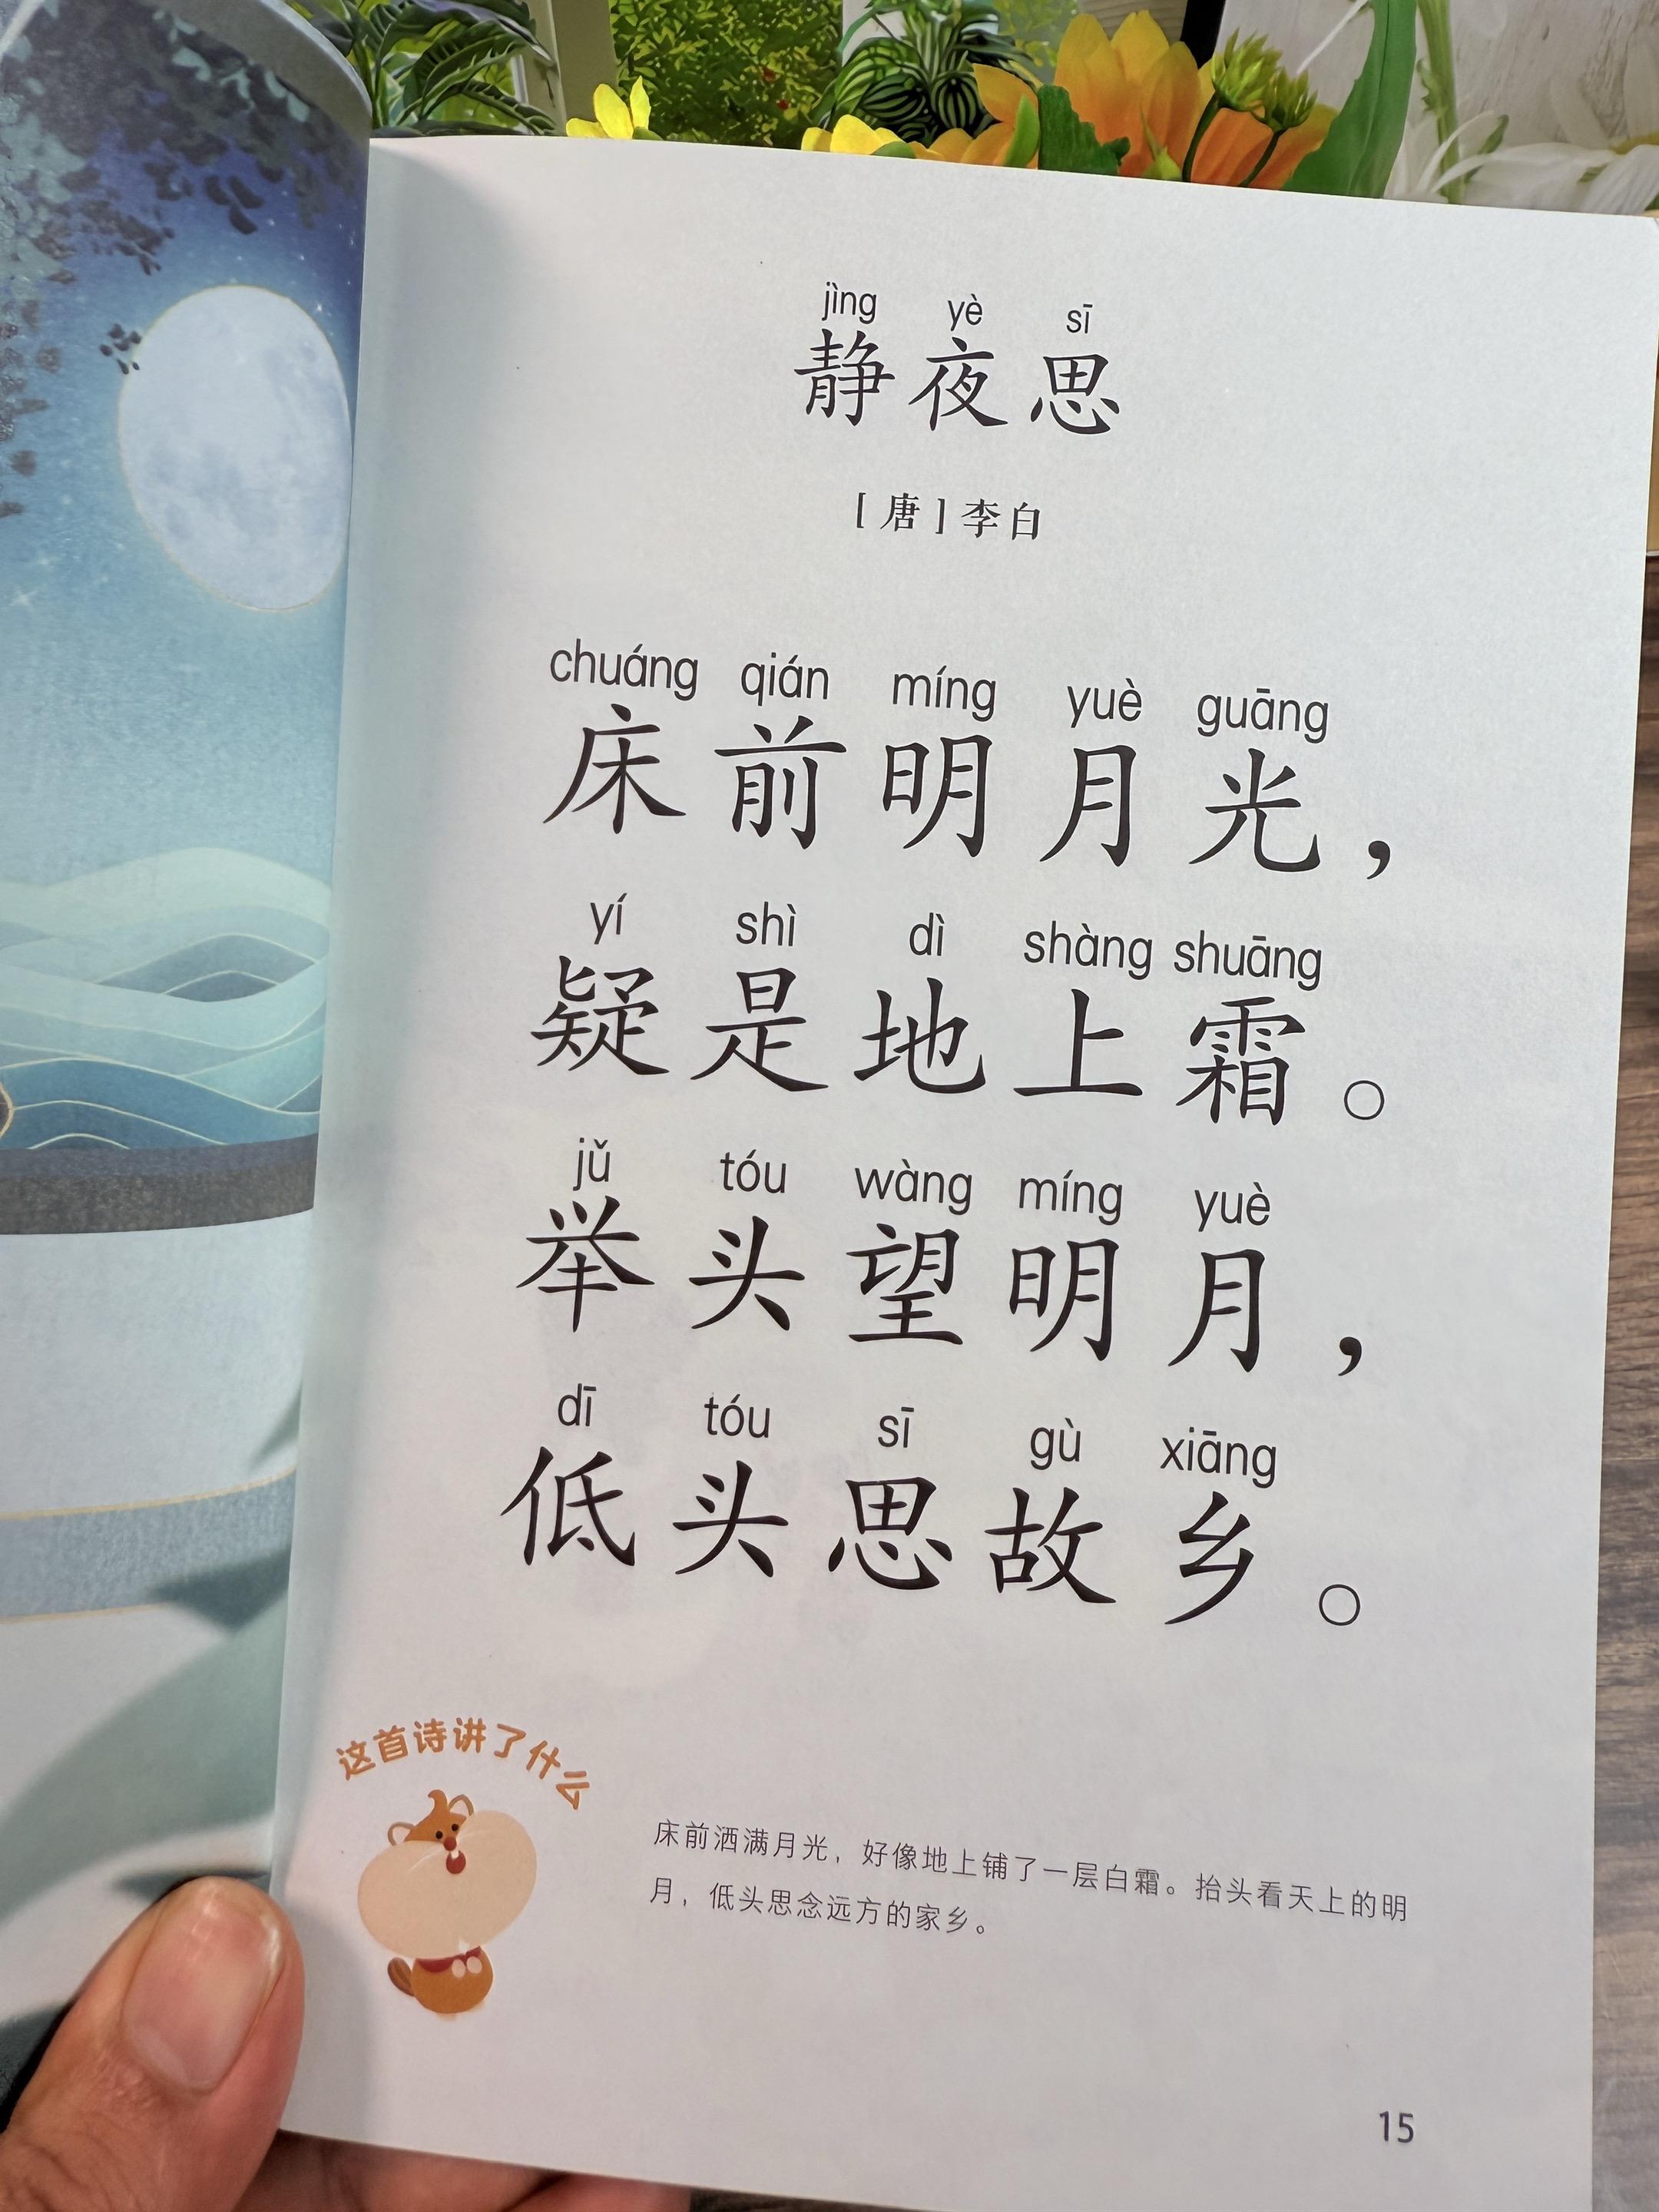 jìng yè sī
静夜思
[唐]李白
chuáng qián míng yuè guāng
床前明月光，
yí shì dì shàng shuāng
疑是地上霜。
jǔ tóu wàng míng yuè
举头望明月，
dī tóu sī gù xiāng
低头思故乡。
这首诗讲了什么
床前洒满月光，好像地上铺了一层白霜。抬头看天上的明
月，低头思念远方的家乡。
15